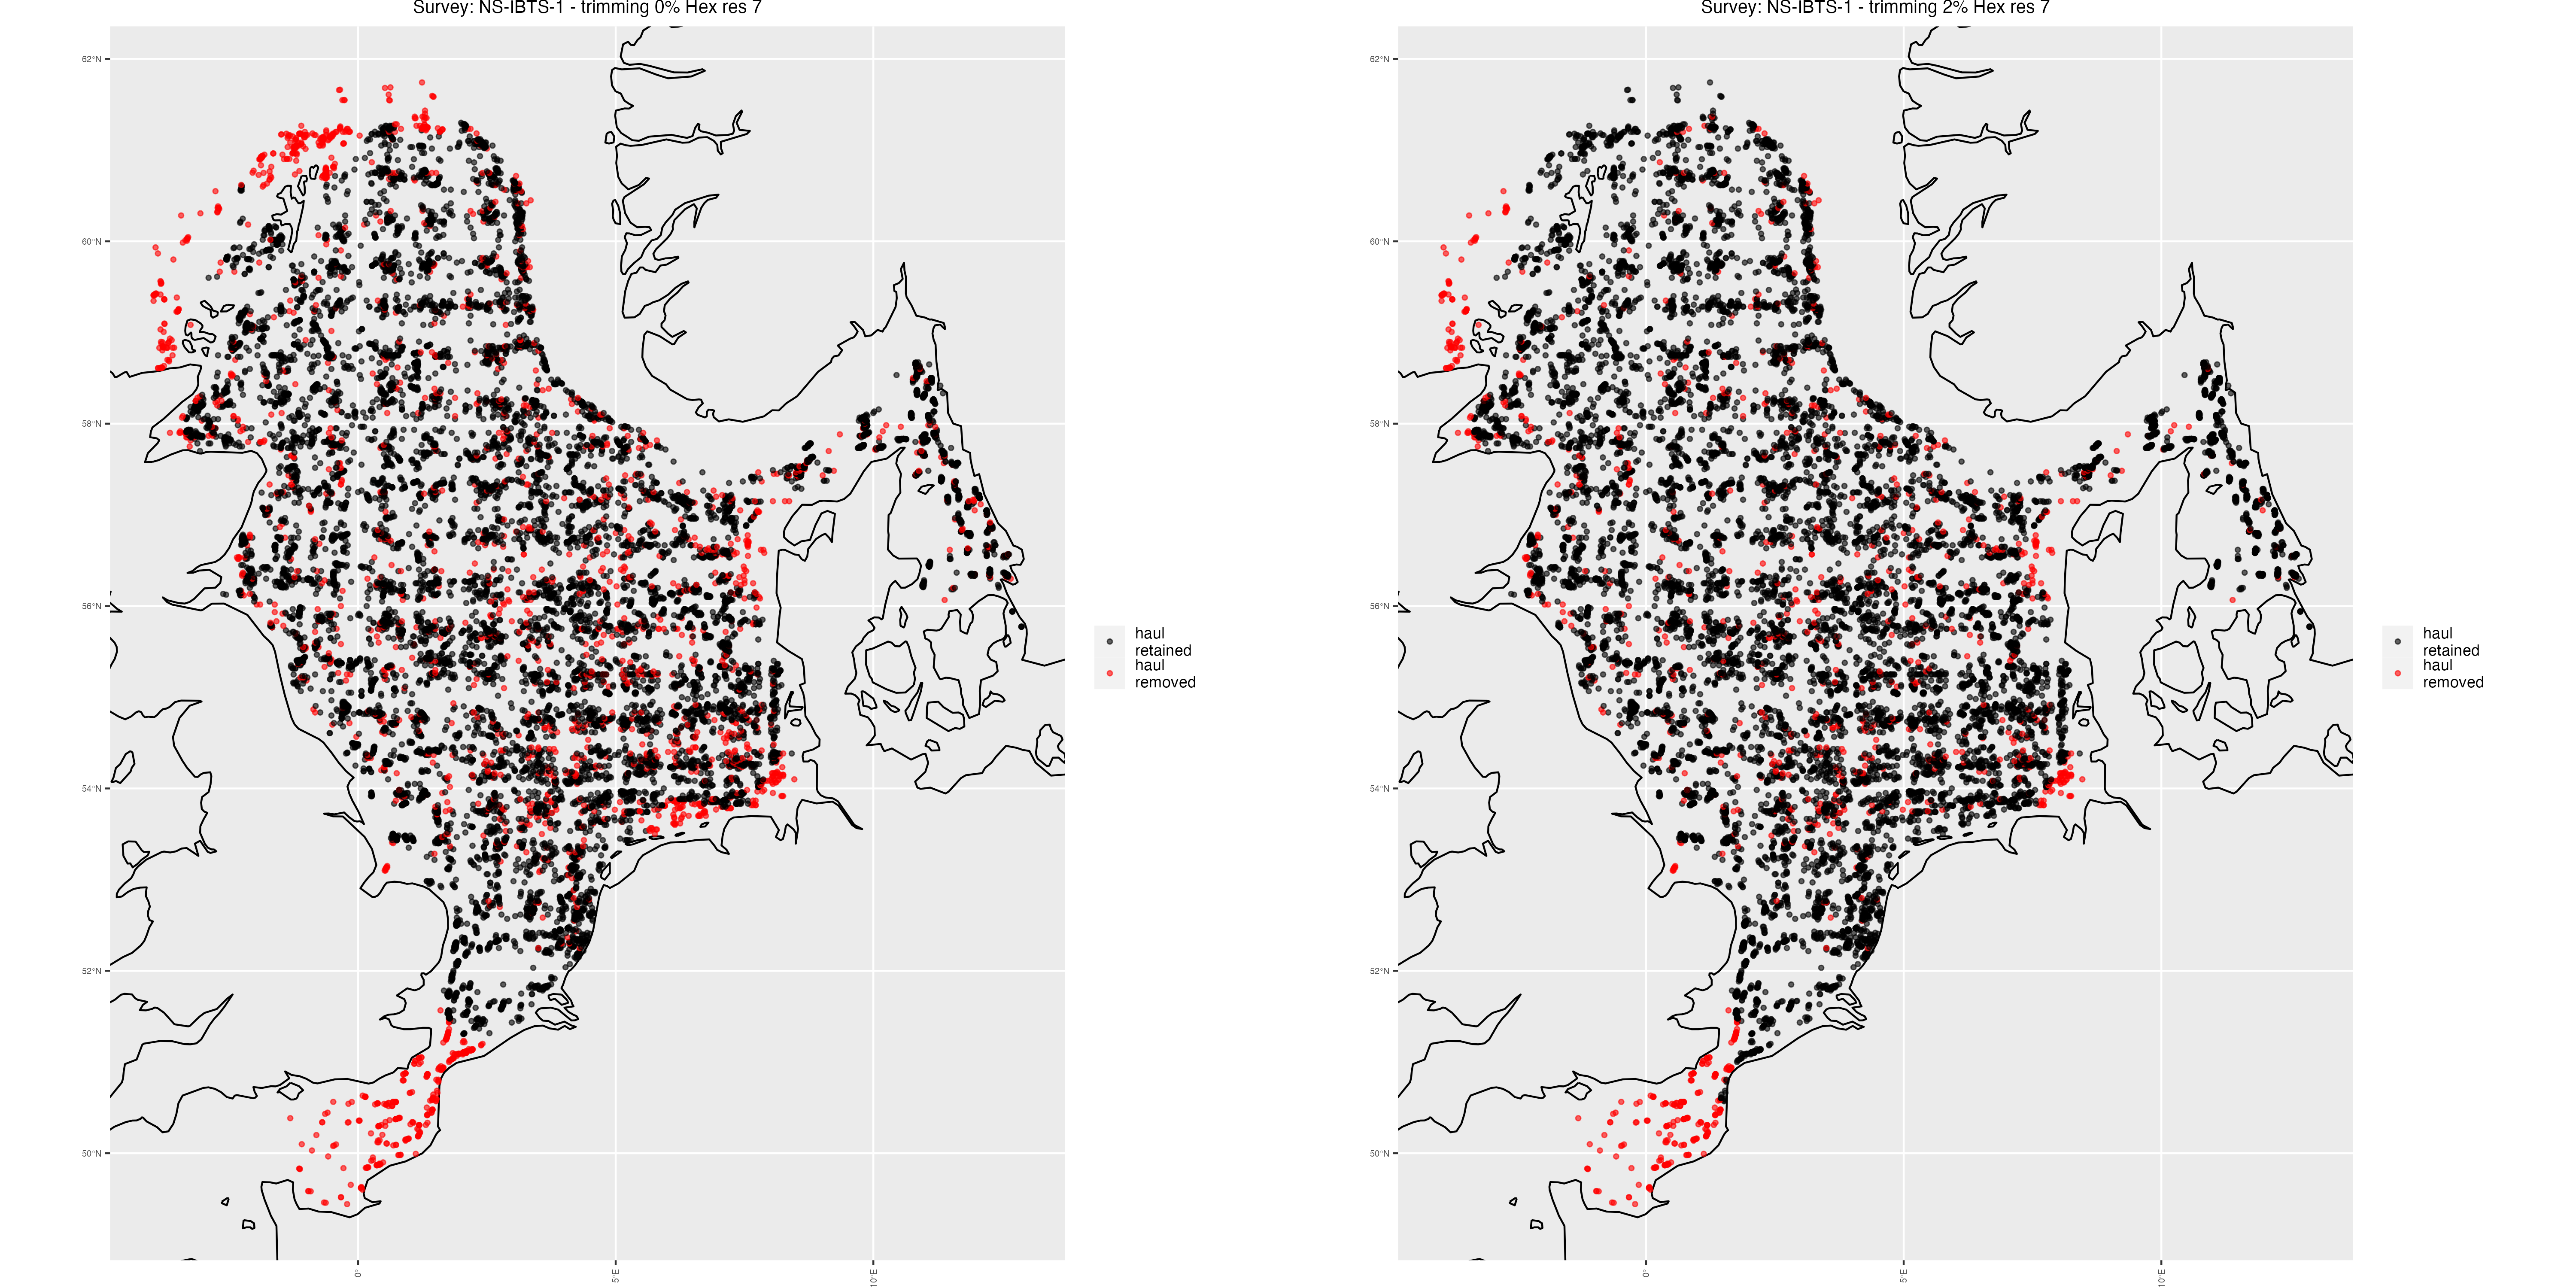 Survey: NS-IBTS-1 - trimming 0% Hex res 7
62°N
60°N
58°N
56°N
54°N
52°N
50°N
0°
5°E
10°E
haul
retained
haul
removed
Survey: NS-IBTS-1 - trimming 2% Hex res 7
62°N
60°N
58°N
56°N
54°N
52°N
50°N
0°
5°E
10°E
haul
retained
haul
removed